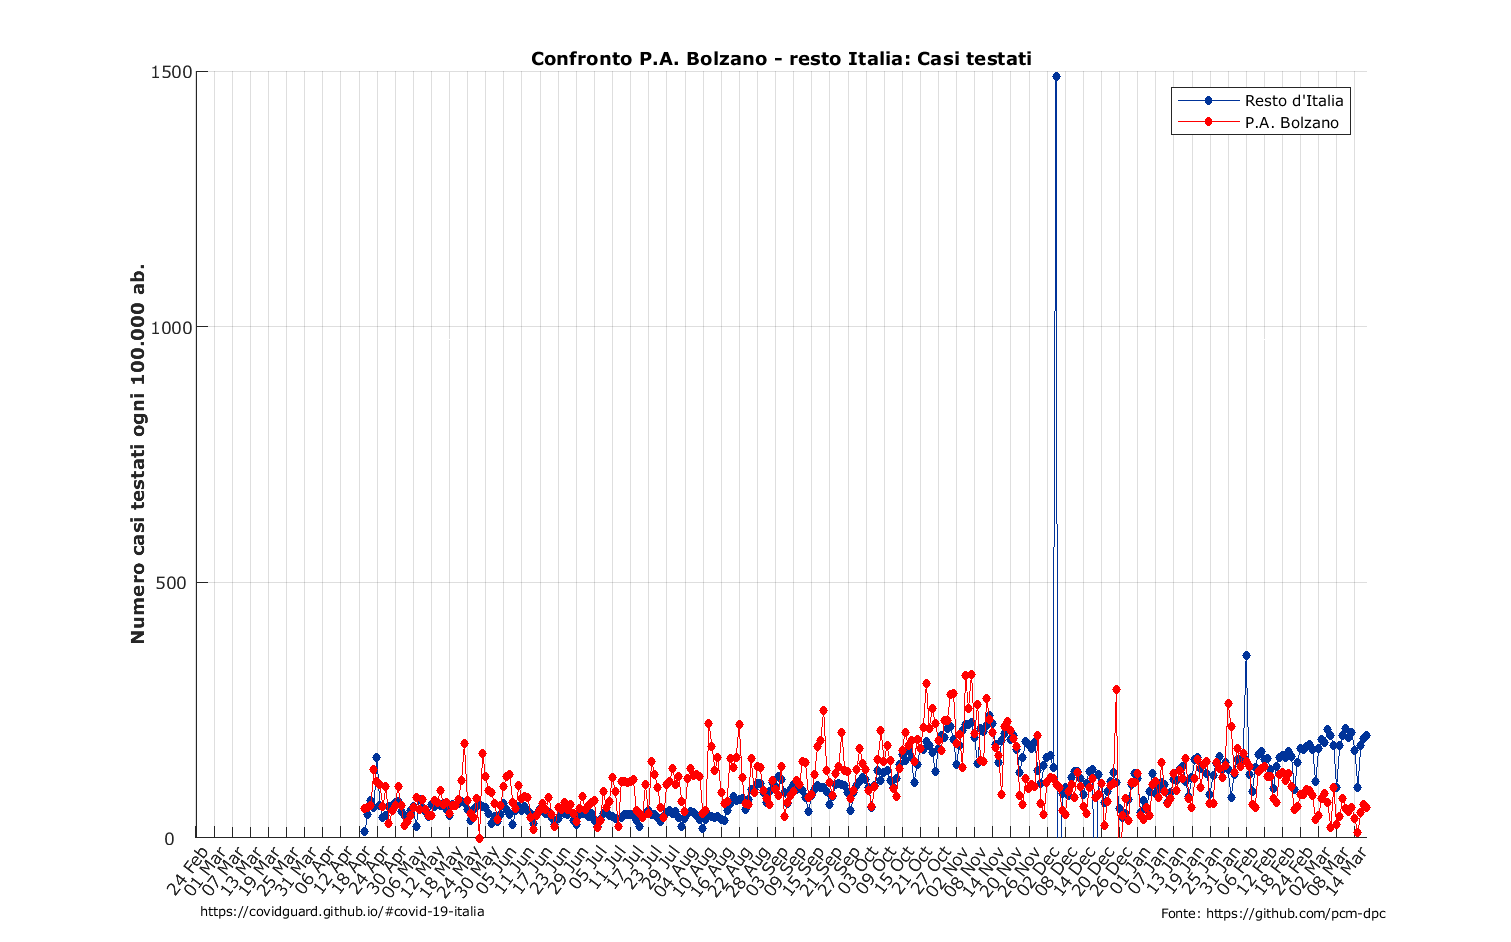 Confronto P.A. Bolzano - resto Italia: Casi testati
Resto d'Italia
P.A. Bolzano
Numero casi testati ogni 100.000 ab.
1500
1000
500
0
24 Feb
01 Mar
07 Mar
13 Mar
19 Mar
25 Mar
31 Mar
06 Apr
12 Apr
18 Apr
24 Apr
30 Apr
06 May
12 May
18 May
24 May
30 May
05 Jun
11 Jun
17 Jun
23 Jun
29 Jun
05 Jul
11 Jul
17 Jul
23 Jul
29 Jul
04 Aug
10 Aug
16 Aug
22 Aug
28 Aug
03 Sep
09 Sep
15 Sep
21 Sep
27 Sep
03 Oct
09 Oct
15 Oct
21 Oct
27 Oct
02 Nov
08 Nov
14 Nov
20 Nov
26 Nov
02 Dec
08 Dec
14 Dec
20 Dec
26 Dec
01 Jan
07 Jan
13 Jan
19 Jan
25 Jan
31 Jan
06 Feb
12 Feb
18 Feb
24 Feb
02 Mar
08 Mar
14 Mar
https://covidguard.github.io/#covid-19-italia
Fonte: https://github.com/pcm-dpc